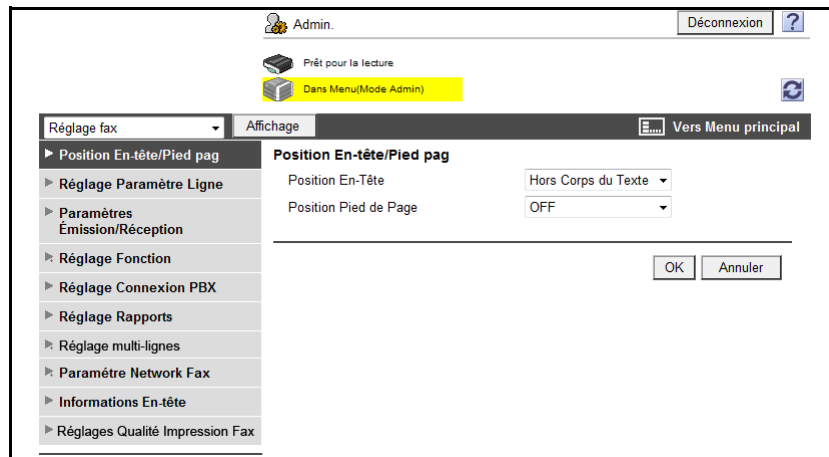 Admin.
Déconnexion
?
Prêt pour la lecture
Dans Menu(Mode Admin)
Réglage fax
Affichage
Vers Menu principal
Position En-tête/Pied pag
Réglage Paramètre Ligne
Paramètres
Émission/Réception
Réglage Fonction
Réglage Connexion PBX
Réglage Rapports
Réglage multi-lignes
Paramétre Network Fax
Informations En-tête
Réglages Qualité Impression Fax
Position En-tête/Pied pag
Position En-Tête
Hors Corps du Texte
Position Pied de Page
OFF
OK
Annuler